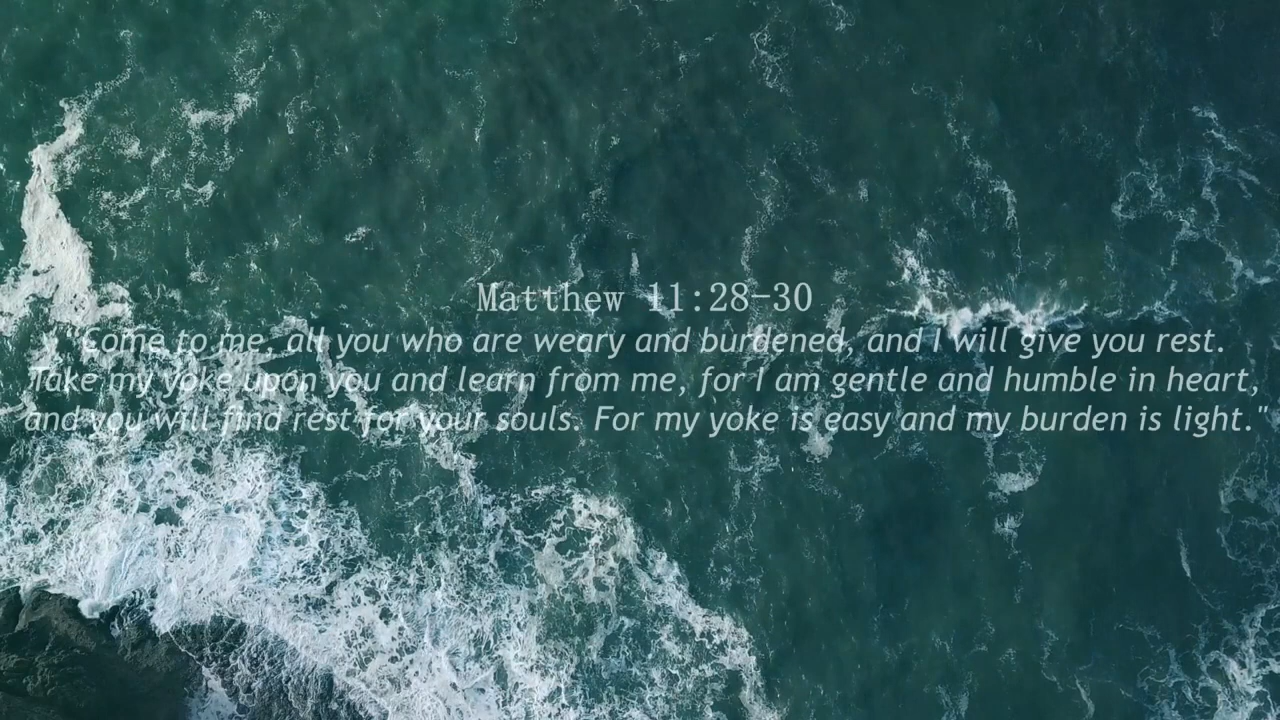 Matthew 11:28-30
"Come to me, all you who are weary and burdened, and I will give you rest.
Take my yoke upon you and learn from me, for I am gentle and humble in heart,
and you will find rest for your souls. For my yoke is easy and my burden is light."